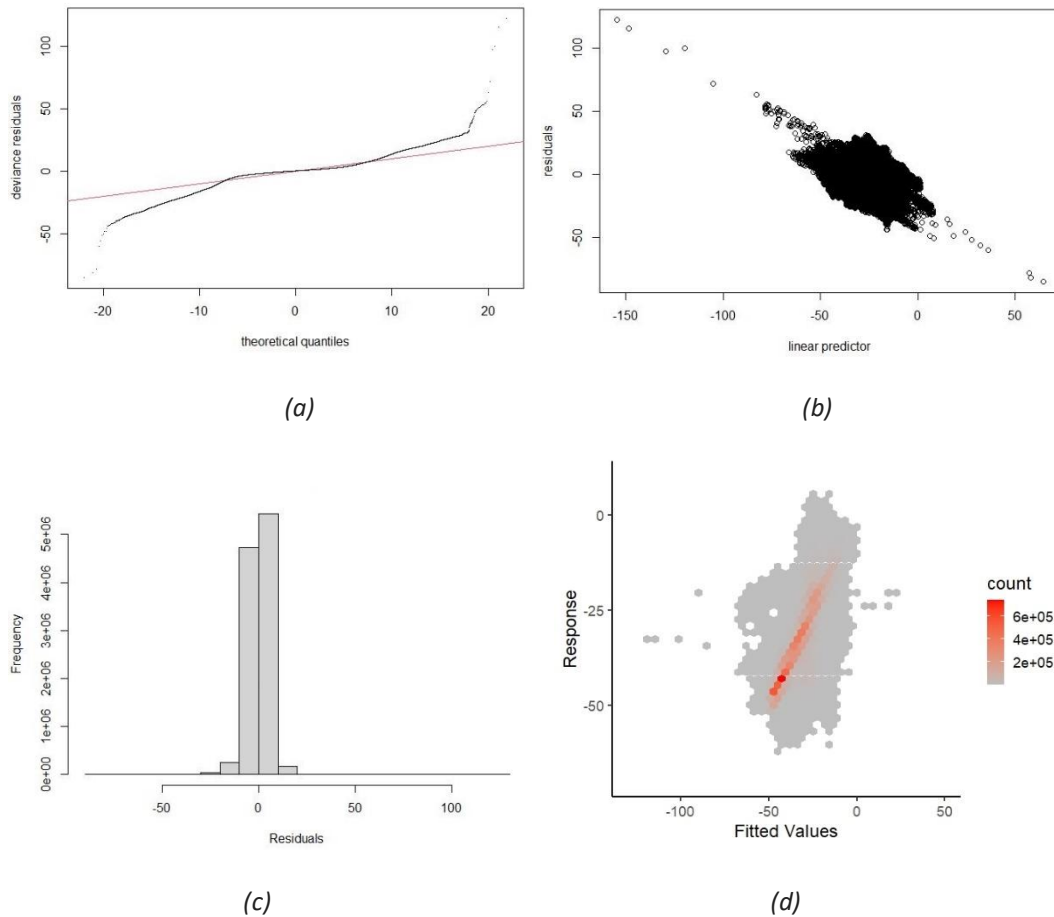 deviance residuals
100
50
0
-50
-20
-10
0
10
20
theoretical quantiles
(a)
residuals
100
50
0
-50
-150
-100
-50
0
50
linear predictor
(b)
Frequency
5e+06
4e+06
3e+06
2e+06
1e+06
0e+00
-50
0
50
100
Residuals
(c)
Response
0
-25
-50
-100
-50
0
50
Fitted Values
count
6e+05
4e+05
2e+05
(d)